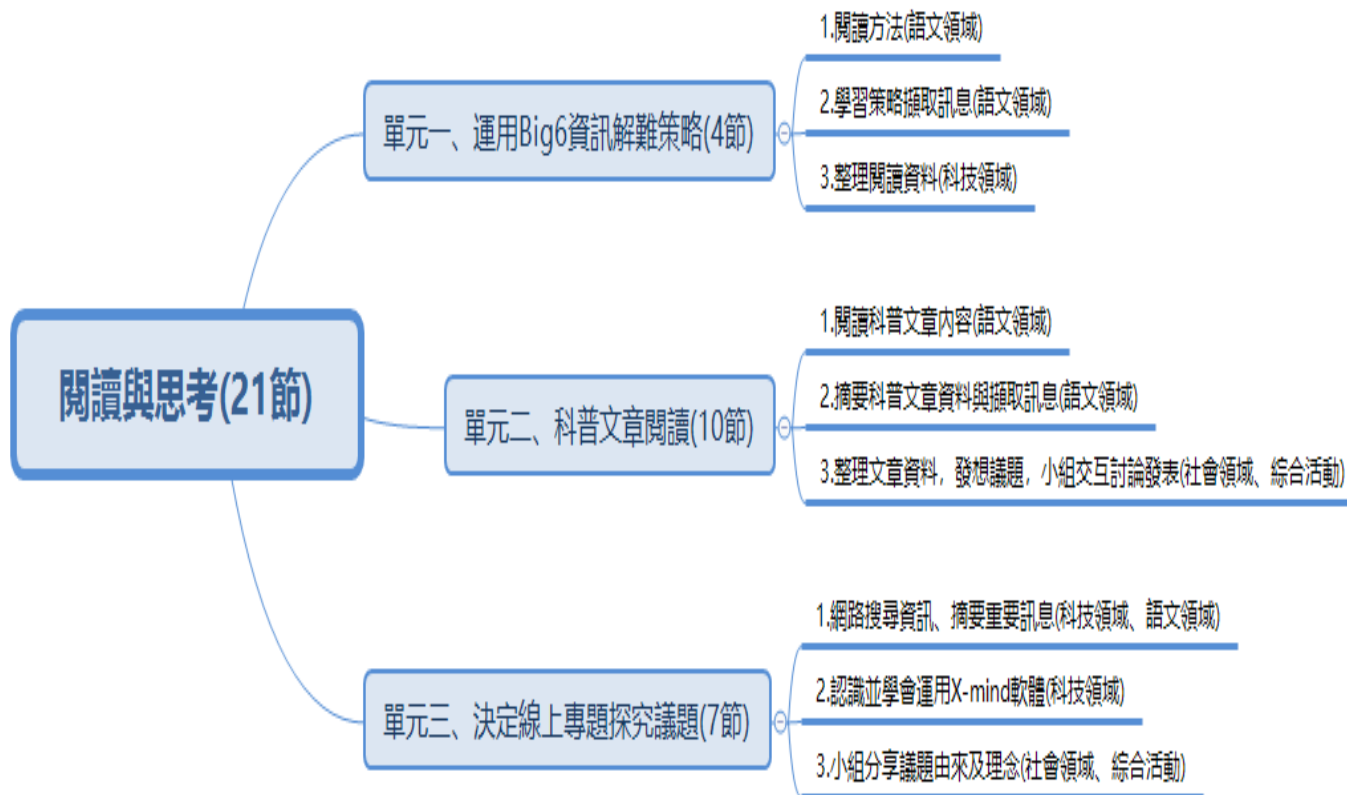 閱讀與思考(21節)
單元一、運用Big6資訊解難策略(4節)
1.閱讀方法(語文領域)
2.學習策略擷取訊息(語文領域)
3.整理閱讀資料(科技領域)
單元二、科普文章閱讀(10節)
1.閱讀科普文章內容(語文領域)
2.摘要科普文章資料與擷取訊息(語文領域)
3.整理文章資料，發想議題，小組交互討論發表(社會領域、綜合活動)
單元三、決定線上專題探究議題(7節)
1.網路搜尋資訊、摘要重要訊息(科技領域、語文領域)
2.認識並學會運用X-mind軟體(科技領域)
3.小組分享議題由來及理念(社會領域、綜合活動)